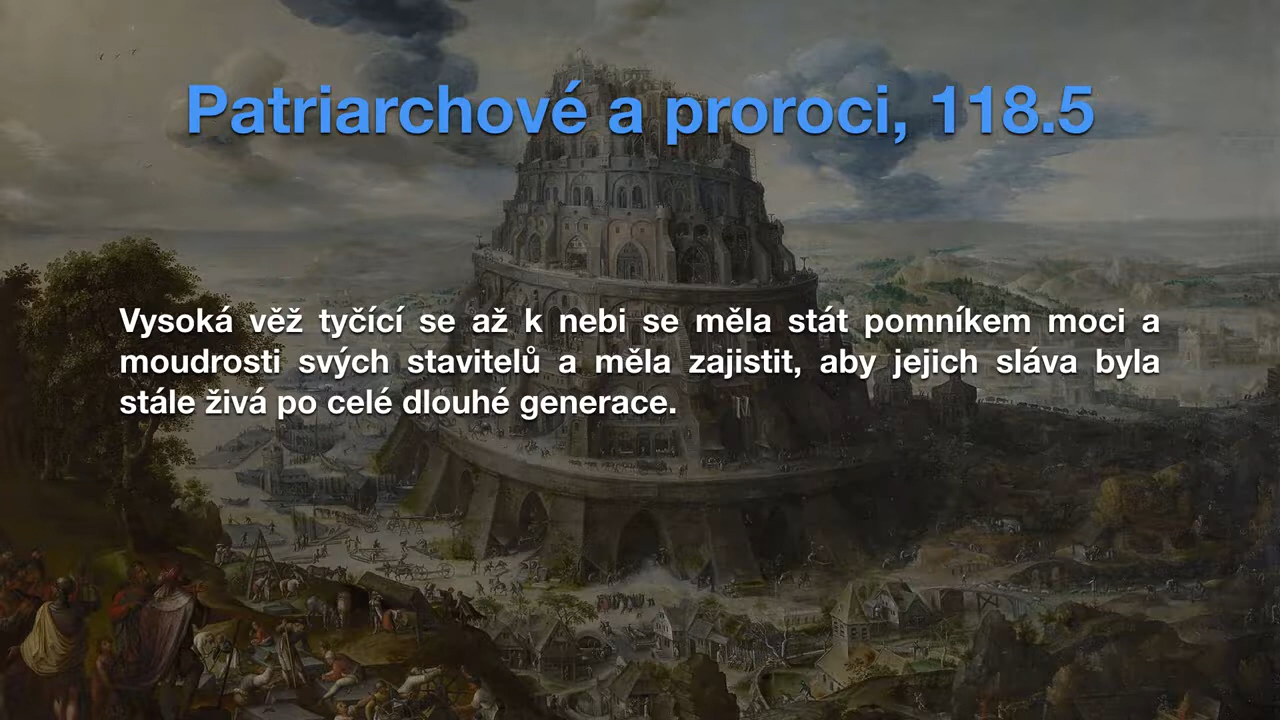 Patriarchové a proroci, 118.5
Vysoká věž tyčící se až k nebi se měla stát pomníkem moci a
moudrosti svých stavitelů a měla zajistit, aby jejich sláva byla
stále živá po celé dlouhé generace.